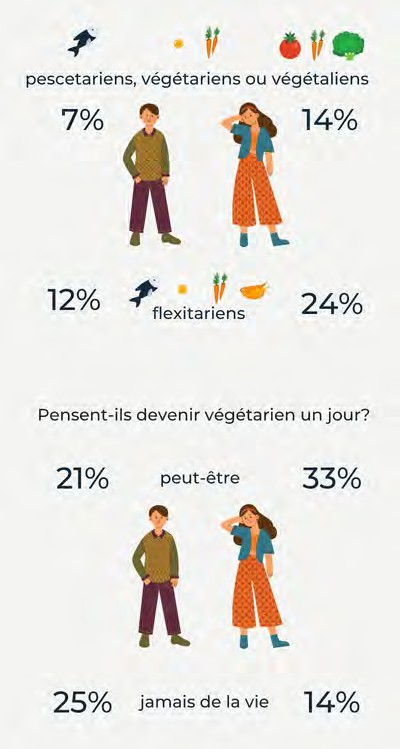 pescetariens, végétariens ou végétaliens
7% 14%
12% 24%
flexitariens
Pensent-ils devenir végétarien un jour?
21% peut-être 33%
25% jamais de la vie 14%